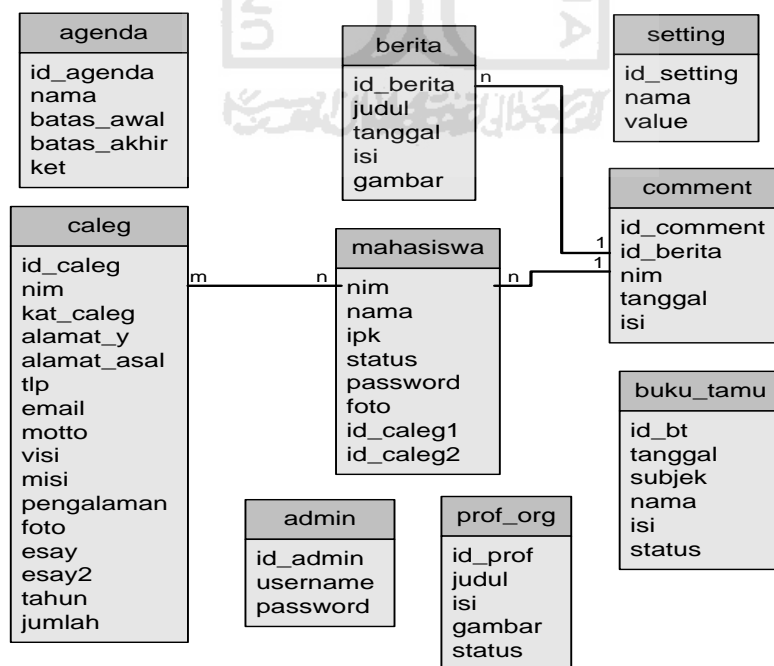 agenda
id_agenda
nama
batas_awal
batas_akhir
ket
berita
id_berita
judul
tanggal
isi
gambar
n
setting
id_setting
nama
value
caleg
id_caleg
nim
kat_caleg
alamat_y
alamat_asal
tlp
email
motto
visi
misi
pengalaman
foto
esay
esay2
tahun
jumlah
m
n
mahasiswa
nim
nama
ipk
status
password
foto
id_caleg1
id_caleg2
n
1
1
comment
id_comment
id_berita
nim
tanggal
isi
buku_tamu
id_bt
tanggal
subjek
nama
isi
status
admin
id_admin
username
password
prof_org
id_prof
judul
isi
gambar
status